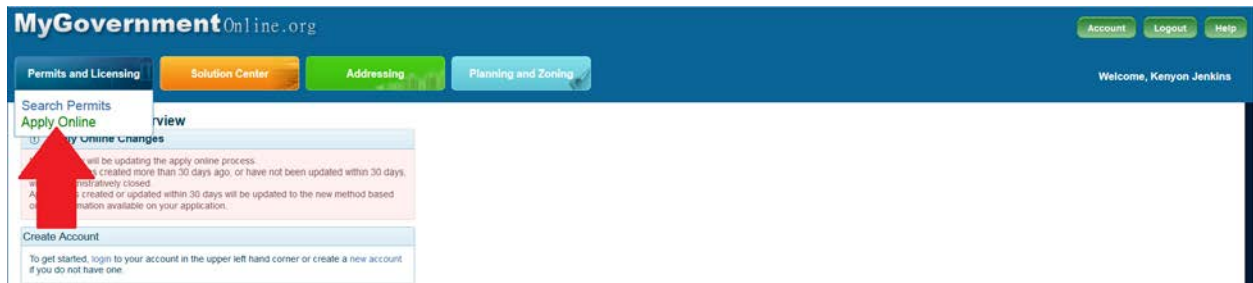 MyGovernmentOnline.org
Account Logout Help
Permits and Licensing Solution Center Addressing Planning and Zoning
Welcome, Kenyon Jenkins
Search Permits
Apply Online
rview
y Online Changes
will be updating the apply online process
s created more than 30 days ago, or have not been updated within 30 days,
nistratively closed
created or updated within 30 days will be updated to the new method based
mation available on your application.
Create Account
To get started, login to your account in the upper left hand corner or create a new account
if you do not have one